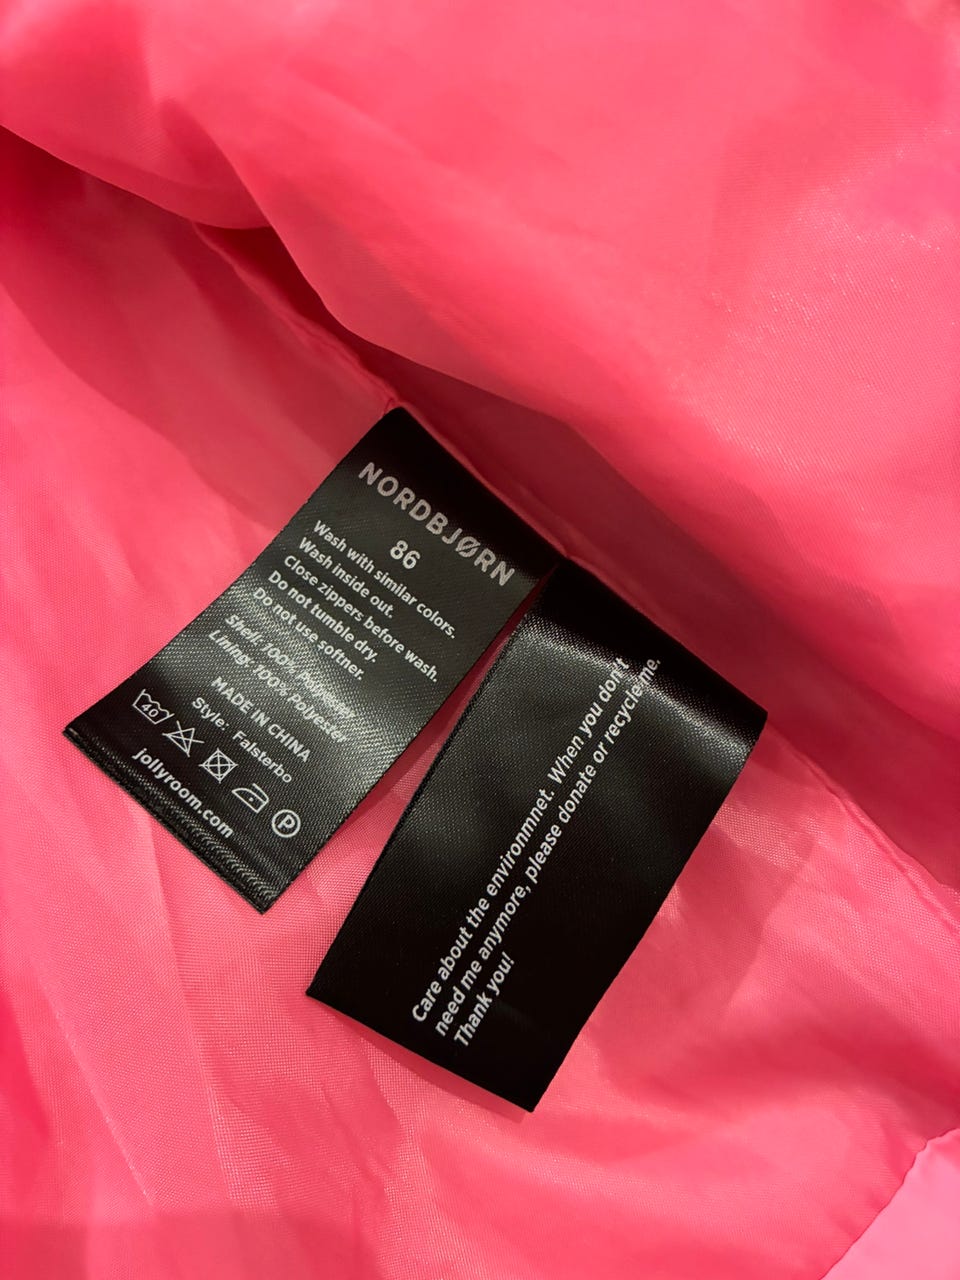 NORDBJØRN
86
Wash with similar colors.
Wash inside out.
Close zippers before wash.
Do not tumble dry.
Do not use softner.
Shell: 100% Polyester
Lining: 100% Polyester
MADE IN CHINA
Style: Falsterbo
40
P
jollyroom.com
Care about the environmnet. When you don't
need me anymore, please donate or recycle me.
Thank you!